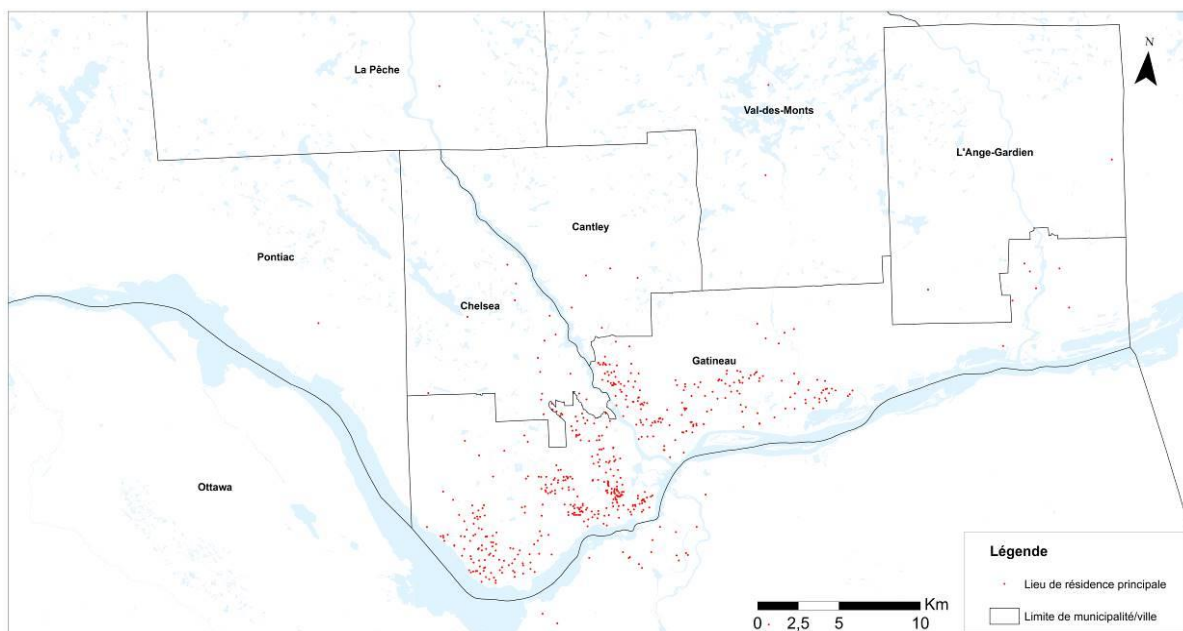 La Pêche
N
Val-des-Monts
L'Ange-Gardien
Cantley
Pontiac
Chelsea
Gatineau
Ottawa
Légende
Lieu de résidence principale
Limite de municipalité/ville
Km
0 2,5 5 10